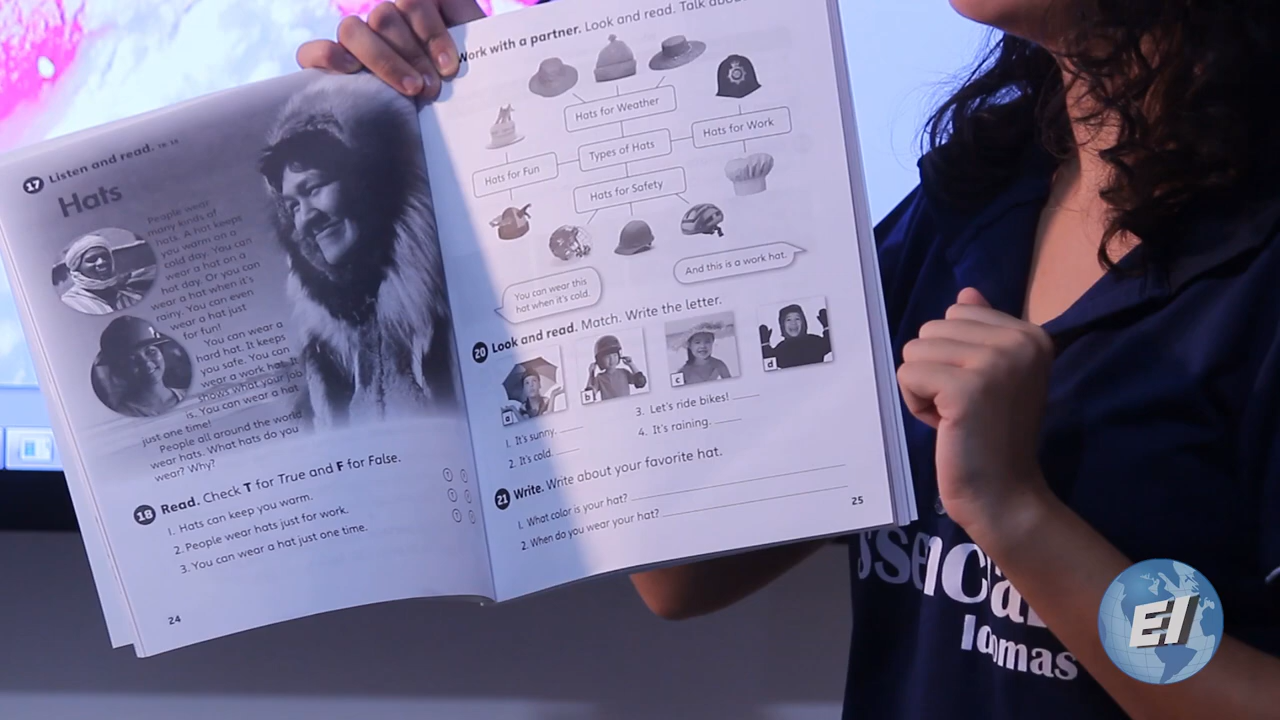 17 Listen and read. TR: 14
Hats
People wear
many kinds of
hats. A hat keeps
you warm on a
cold day. You can
wear a hat on a
hot day. Or you can
wear a hat when it's
rainy. You can even
wear a hat just
for fun!
You can wear a
hard hat. It keeps
you safe. You can
wear a work hat. It
shows what your job
is. You can wear a hat
just one time!
People all around the world
wear hats. What hats do you
wear? Why?
18 Read. Check T for True and F for False.
1. Hats can keep you warm.
2. People wear hats just for work.
3. You can wear a hat just one time.
T F
T F
T F
24
Work with a partner. Look and read. Talk about
Hats for Weather
Hats for Work
Types of Hats
Hats for Fun
Hats for Safety
You can wear this
hat when it's cold.
And this is a work hat.
20 Look and read. Match. Write the letter.
a
b
c
d
1. It's sunny.
2. It's cold.
3. Let's ride bikes!
4. It's raining.
21 Write. Write about your favorite hat.
1. What color is your hat?
2. When do you wear your hat?
25
EI